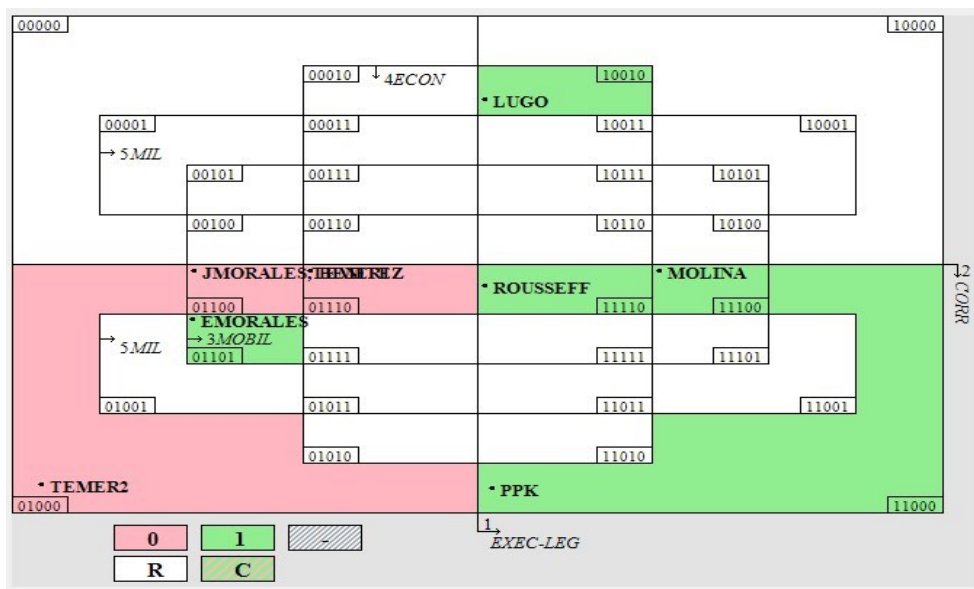 00000 10000
00010 4ECON 10010
LUGO
00001 00011 10011 10001
5MIL
00101 00111 10111 10101
00100 00110 10110 10100
JMORALES; MOLINA 2
ROUSSEFF CORR
01100 01110 11110 11100
EMORALES
3MOBIL
5MIL
01101 01111 11111 11101
01001 01011 11011 11001
01010 11010
TEMER2 PPK
01000 11000
1
0 1 - EXEC-LEG
R C